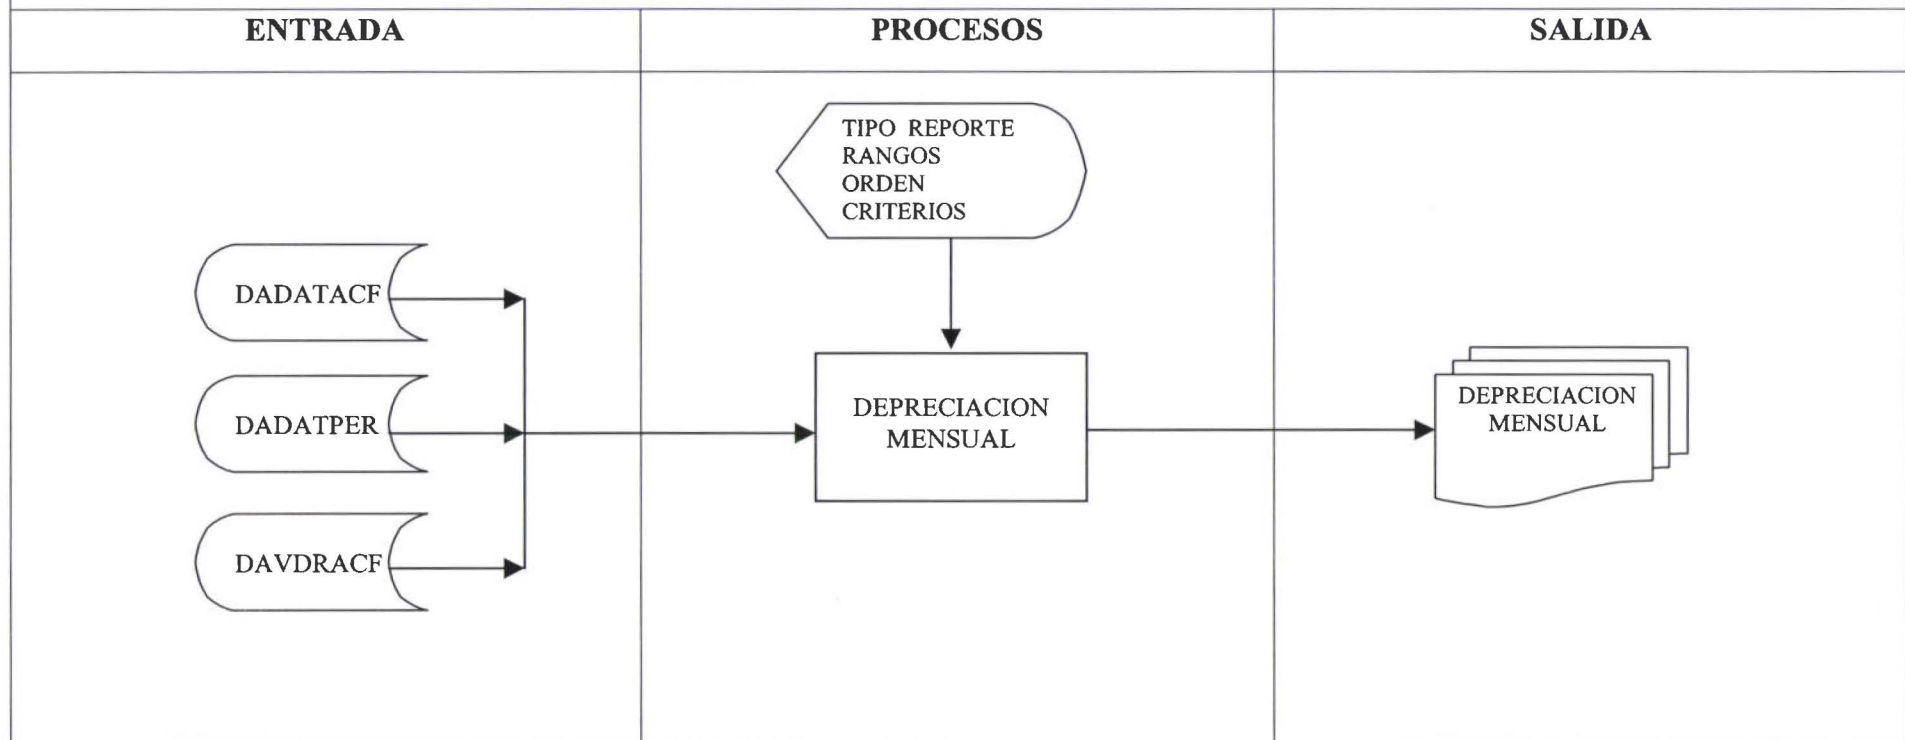 ENTRADA
PROCESOS
SALIDA
TIPO REPORTE
RANGOS
ORDEN
CRITERIOS
DADATACF
DADATPER
DAVDRACF
DEPRECIACION
MENSUAL
DEPRECIACION
MENSUAL